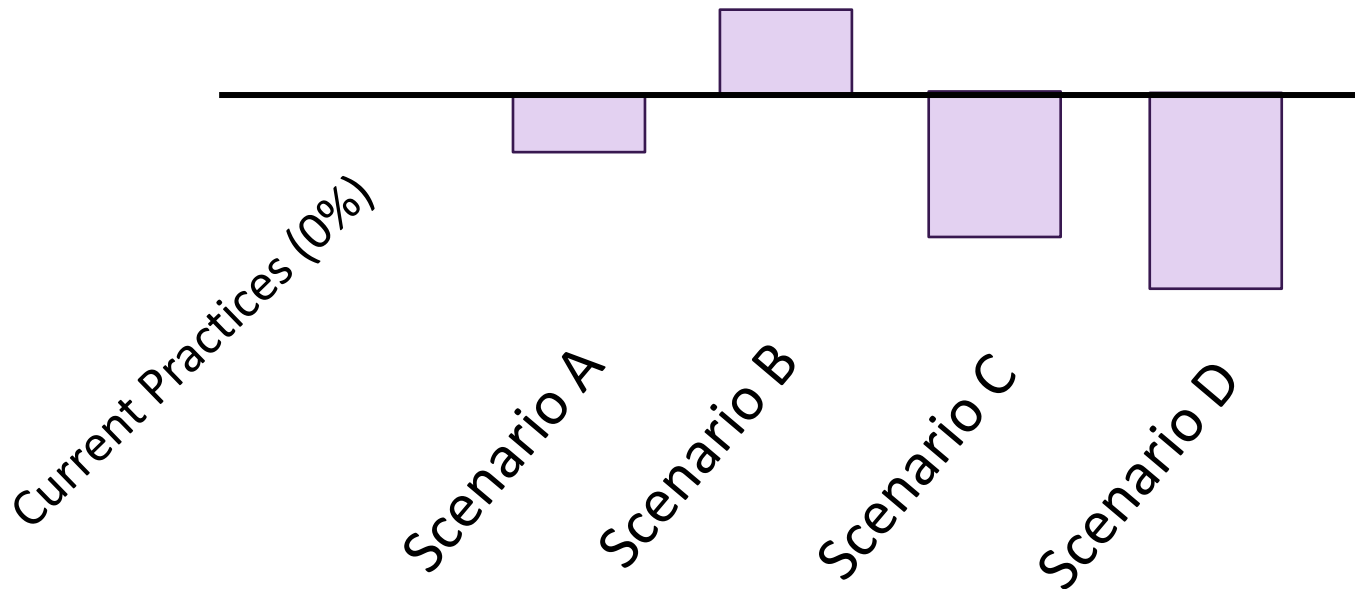 Current Practices (0%)
Scenario A
Scenario B
Scenario C
Scenario D